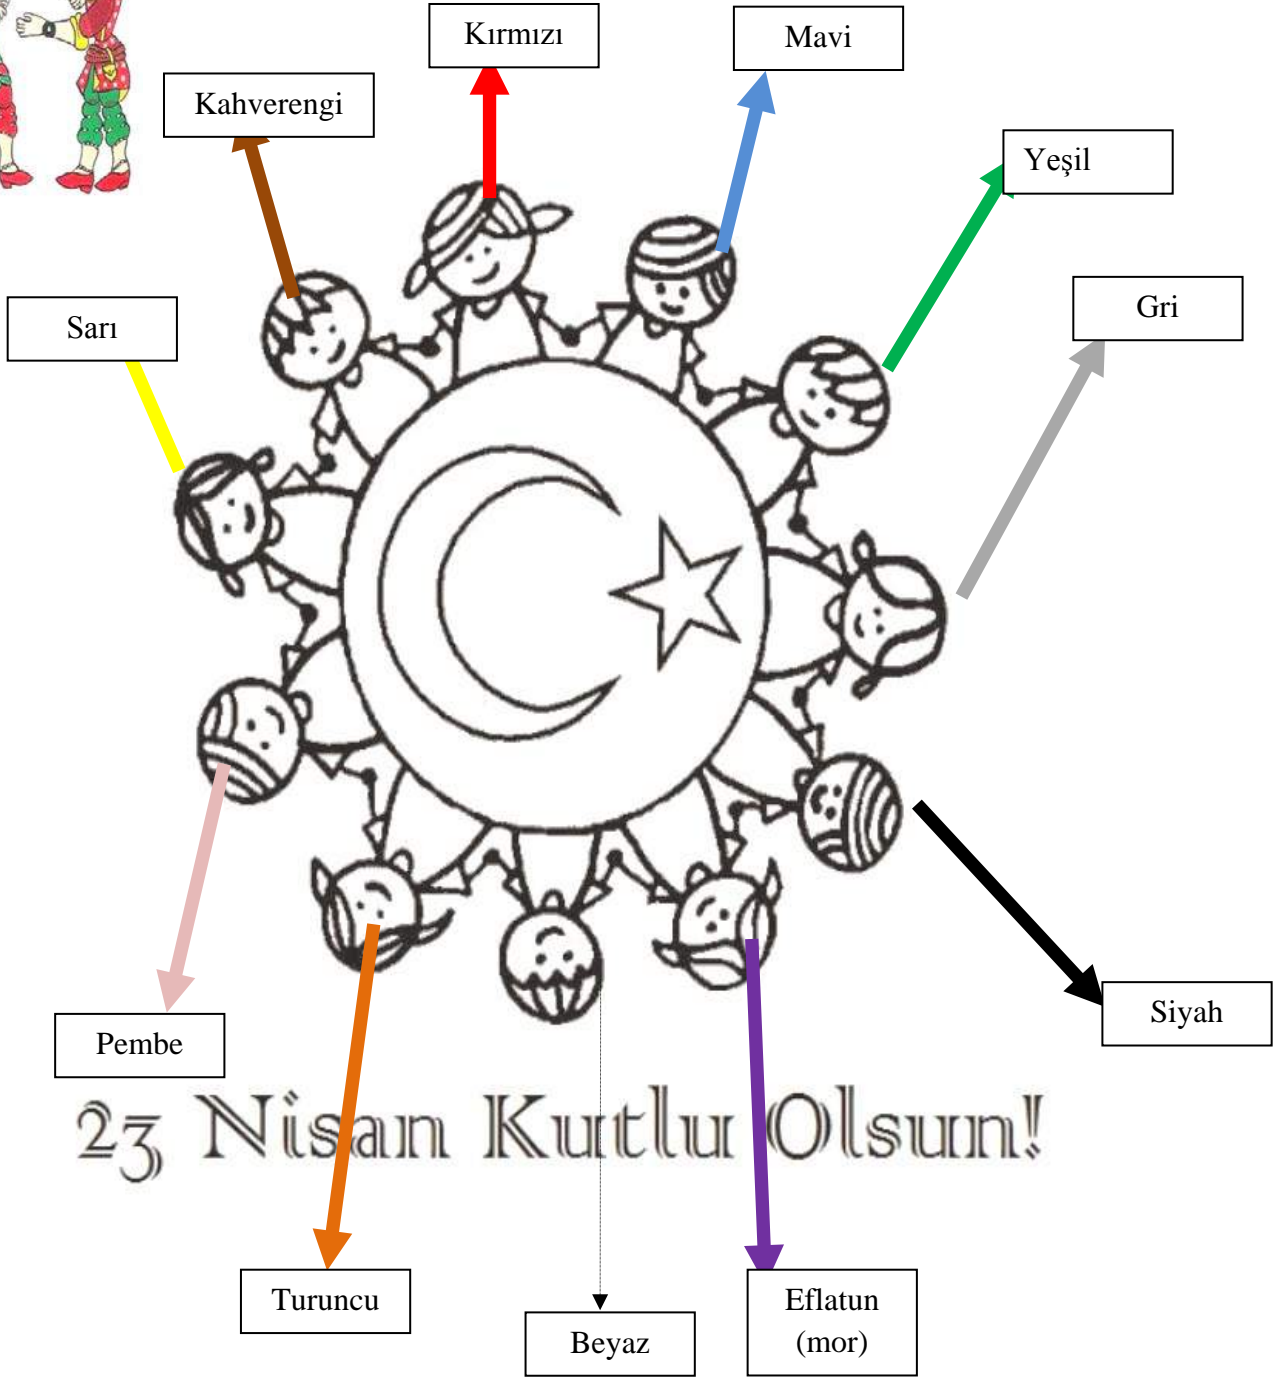 Kırmızı
Mavi
Kahverengi
Yeşil
Gri
Sarı
Siyah
Pembe
23 Nisan Kutlu Olsun!
Turuncu
Beyaz
Eflatun
(mor)